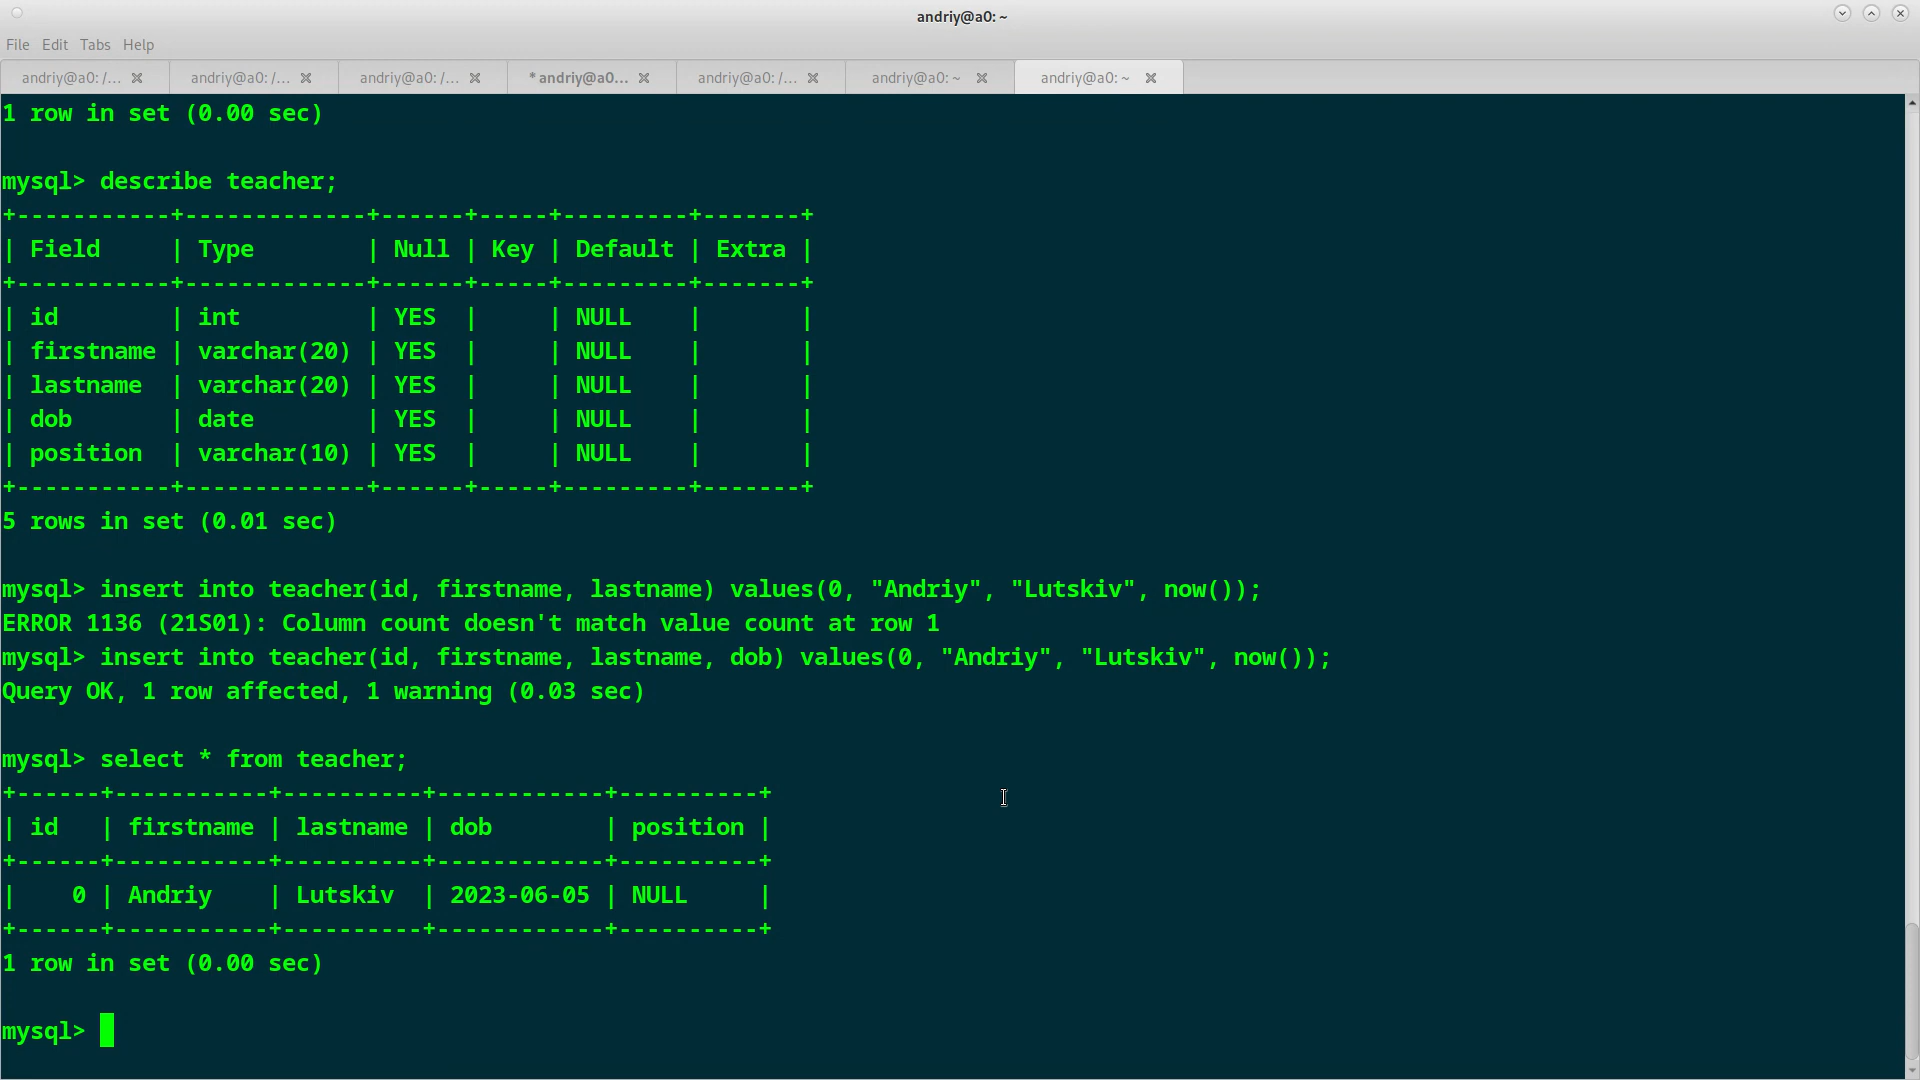 andriy@a0: ~
File Edit Tabs Help
andriy@a0: /... andriy@a0: /... andriy@a0: /... * andriy@a0... andriy@a0: /... andriy@a0: ~ andriy@a0: ~
1 row in set (0.00 sec)
mysql> describe teacher;
+-----------+-------------+------+-----+---------+-------+
| Field     | Type        | Null | Key | Default | Extra |
+-----------+-------------+------+-----+---------+-------+
| id        | int         | YES  |     | NULL    |       |
| firstname | varchar(20) | YES  |     | NULL    |       |
| lastname  | varchar(20) | YES  |     | NULL    |       |
| dob       | date        | YES  |     | NULL    |       |
| position  | varchar(10) | YES  |     | NULL    |       |
+-----------+-------------+------+-----+---------+-------+
5 rows in set (0.01 sec)
mysql> insert into teacher(id, firstname, lastname) values(0, "Andriy", "Lutskiv", now());
ERROR 1136 (21S01): Column count doesn't match value count at row 1
mysql> insert into teacher(id, firstname, lastname, dob) values(0, "Andriy", "Lutskiv", now());
Query OK, 1 row affected, 1 warning (0.03 sec)
mysql> select * from teacher;
+------+-----------+----------+------------+----------+
| id   | firstname | lastname | dob        | position |
+------+-----------+----------+------------+----------+
|    0 | Andriy    | Lutskiv  | 2023-06-05 | NULL     |
+------+-----------+----------+------------+----------+
1 row in set (0.00 sec)
mysql>